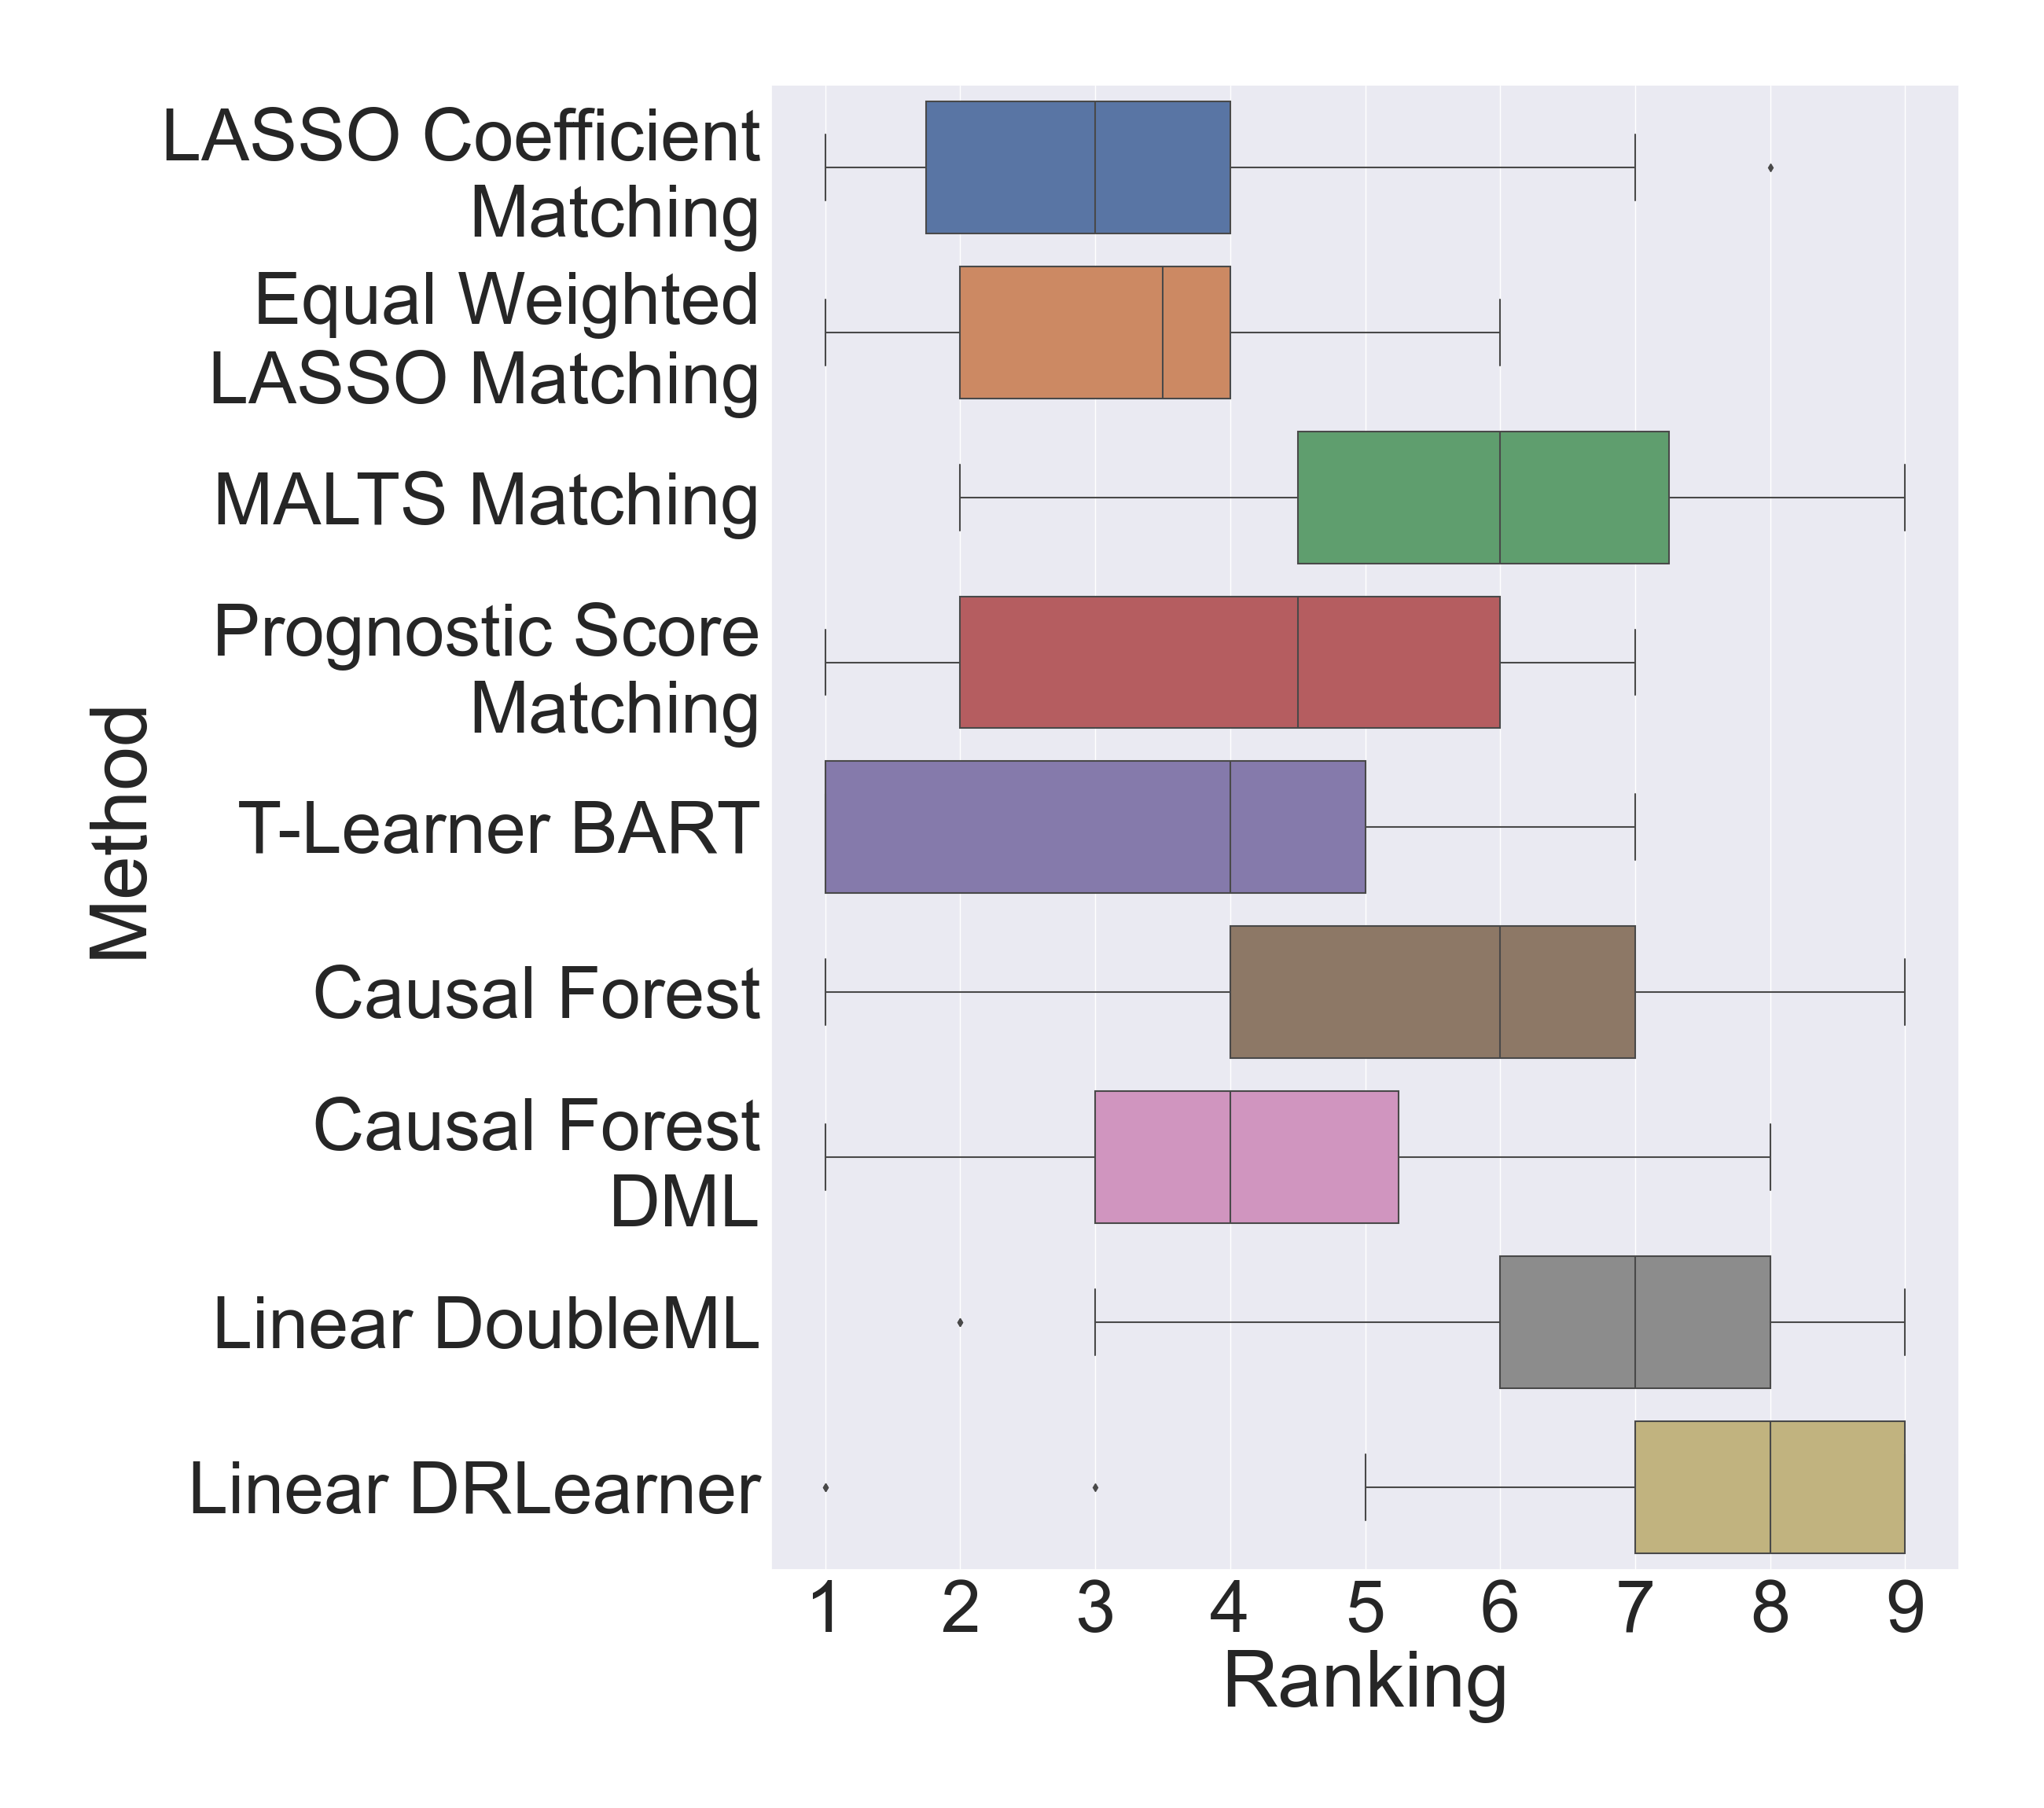 LASSO Coefficient
Matching
Equal Weighted
LASSO Matching
MALTS Matching
Prognostic Score
Matching
T-Learner BART
Causal Forest
Causal Forest
DML
Linear DoubleML
Linear DRLearner
Method
1 2 3 4 5 6 7 8 9
Ranking